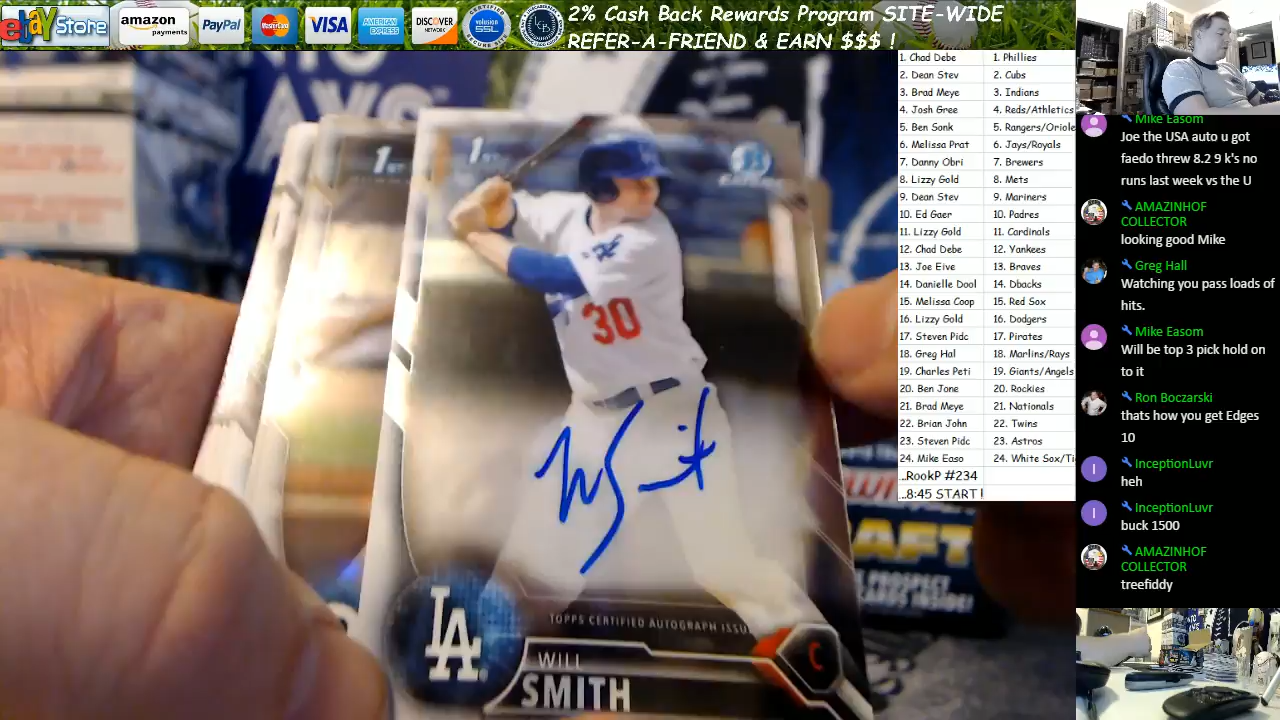 ebay Store
amazon
payments
PayPal
MasterCard
VISA
AMERICAN EXPRESS
DISCOVER
NETWORK
volusion
SSL
2% Cash Back Rewards Program SITE-WIDE
REFER-A-FRIEND & EARN $$$ !
1. Chad Debe 1. Phillies
2. Dean Stev 2. Cubs
3. Brad Meye 3. Indians
4. Josh Gree 4. Reds/Athletics
5. Ben Sonk 5. Rangers/Oriole
6. Melissa Prat 6. Jays/Royals
7. Danny Obri 7. Brewers
8. Lizzy Gold 8. Mets
9. Dean Stev 9. Mariners
10. Ed Gaer 10. Padres
11. Lizzy Gold 11. Cardinals
12. Chad Debe 12. Yankees
13. Joe Eive 13. Braves
14. Danielle Dool 14. Dbacks
15. Melissa Coop 15. Red Sox
16. Lizzy Gold 16. Dodgers
17. Steven Pidc 17. Pirates
18. Greg Hal 18. Marlins/Rays
19. Charles Peti 19. Giants/Angels
20. Ben Jone 20. Rockies
21. Brad Meye 21. Nationals
22. Brian John 22. Twins
23. Steven Pidc 23. Astros
24. Mike Easo 24. White Sox/Ti
...RookP #234
...8:45 START!
Mike Easom
Joe the USA auto u got
faedo threw 8.2 9 k's no
runs last week vs the U
AMAZINHOF
COLLECTOR
looking good Mike
Greg Hall
Watching you pass loads of
hits.
Mike Easom
Will be top 3 pick hold on
to it
Ron Boczarski
thats how you get Edges
10
InceptionLuvr
heh
InceptionLuvr
buck 1500
AMAZINHOF
COLLECTOR
treefiddy
1ST
1ST
30
LA
TOPPS CERTIFIED AUTOGRAPH ISSU
WILL
SMITH
C
AFT
PROSPECT
CARDS INSIDE!